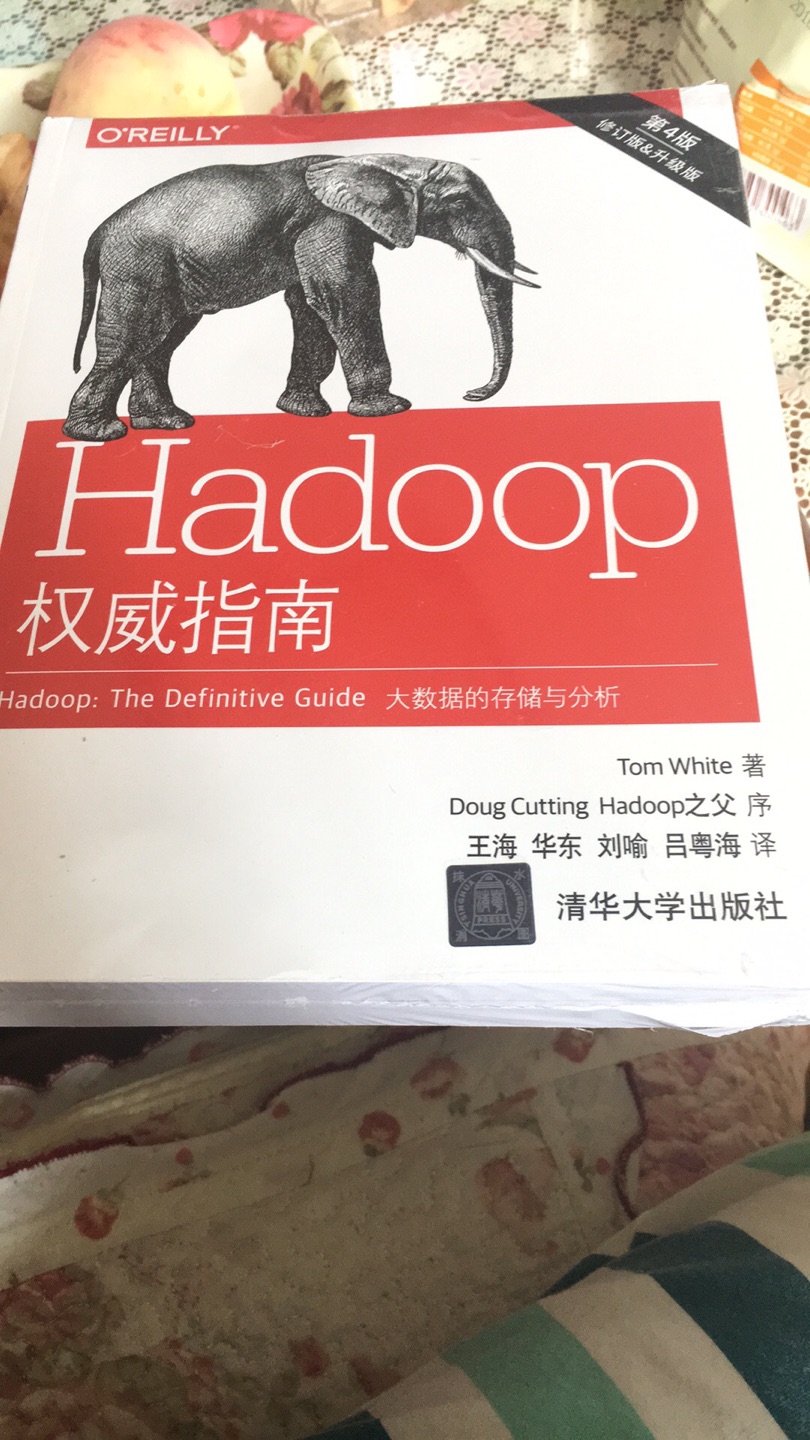 O'REILLY®
第4版
修订版&升级版
Hadoop
权威指南
Hadoop: The Definitive Guide 大数据的存储与分析
Tom White 著
Doug Cutting Hadoop之父 序
王海 华东 刘喻 吕粤海 译
清华大学出版社
TSINGHUA UNIVERSITY
PRESS